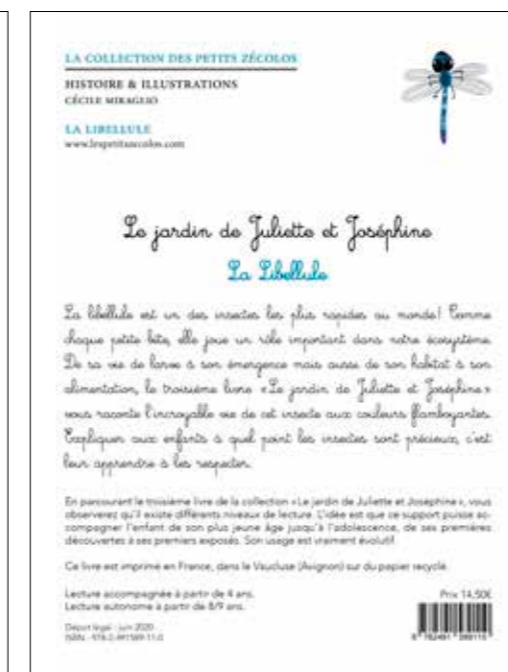 LA COLLECTION DES PETITS ZÉCOLOS
HISTOIRE & ILLUSTRATIONS
CÉCILE MIRAGLIO
LA LIBELLULE
www.lespetitszecolos.com
Le jardin de Juliette et Joséphine
La Libellule
La libellule est un des insectes les plus rapides au monde! Comme
chaque petite bête, elle joue un rôle important dans notre écosystème.
De sa vie de larve à son émergence mais aussi de son habitat à son
alimentation, le troisième livre «Le jardin de Juliette et Joséphine»
vous raconte l'incroyable vie de cet insecte aux couleurs flamboyantes.
Expliquer aux enfants à quel point les insectes sont précieux, c'est
leur apprendre à les respecter.
En parcourant le troisième livre de la collection «Le jardin de Juliette et Joséphine», vous
observerez qu'il existe différents niveaux de lecture. L'idée est que ce support puisse ac-
compagner l'enfant de son plus jeune âge jusqu'à l'adolescence, de ses premières
découvertes à ses premiers exposés. Son usage est vraiment évolutif.
Ce livre est imprimé en France, dans le Vaucluse (Avignon) sur du papier recyclé.
Lecture accompagnée à partir de 4 ans.
Lecture autonome à partir de 8/9 ans.
Prix 14,50€
Dépot légal : juin 2020
ISBN : 978-2-491589-11-0
9 782491 589110